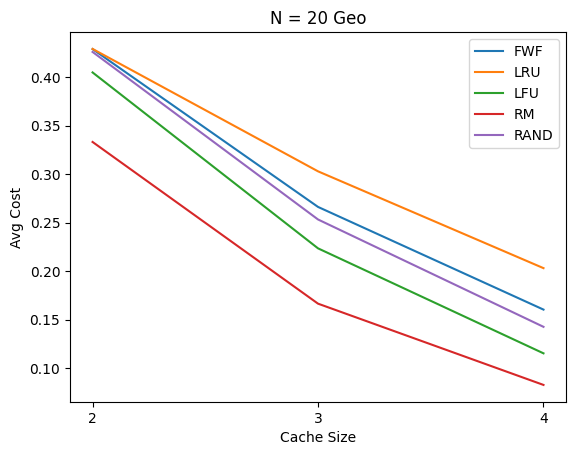 N = 20 Geo
FWF
LRU
LFU
RM
RAND
Avg Cost
0.40
0.35
0.30
0.25
0.20
0.15
0.10
2
3
4
Cache Size